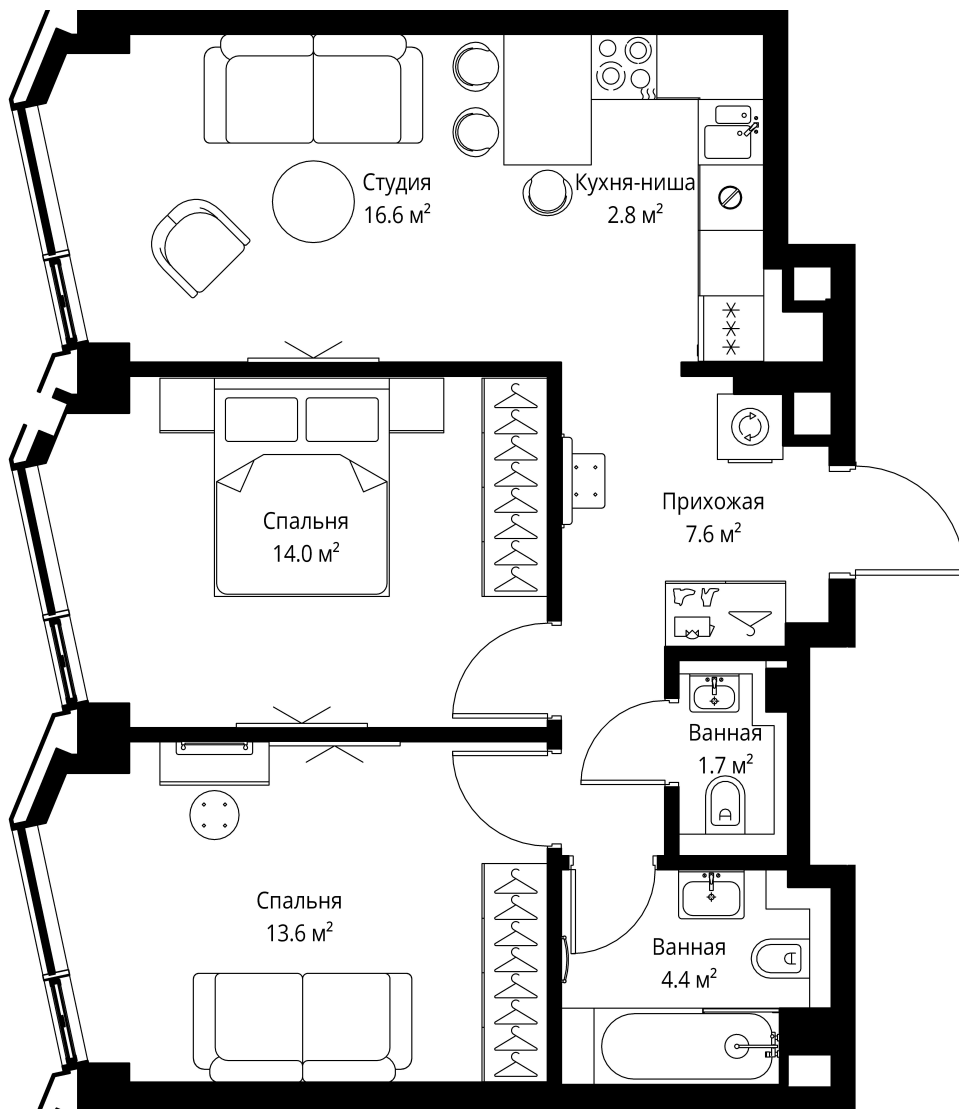 Студия
16.6 м²
Кухня-ниша
2.8 м²
Спальня
14.0 м²
Прихожая
7.6 м²
Ванная
1.7 м²
Спальня
13.6 м²
Ванная
4.4 м²